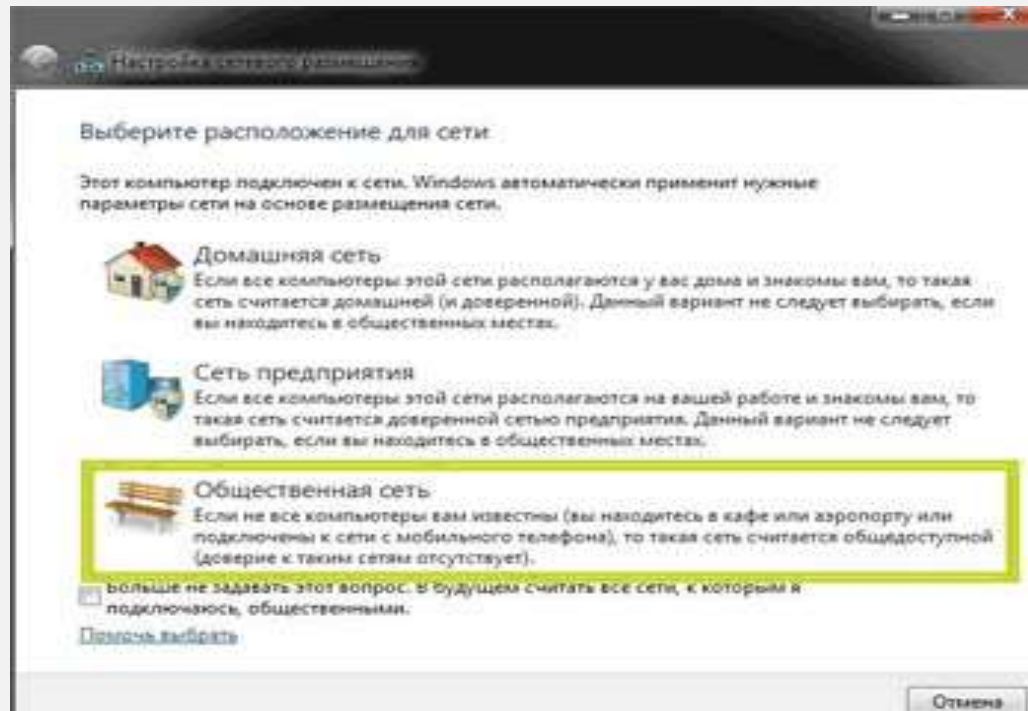 Настройка сетевого размещения
Выберите расположение для сети
Этот компьютер подключен к сети. Windows автоматически применит нужные
параметры сети на основе размещения сети.
Домашняя сеть
Если все компьютеры этой сети располагаются у вас дома и знакомы вам, то такая
сеть считается домашней (и доверенной). Данный вариант не следует выбирать, если
вы находитесь в общественных местах.
Сеть предприятия
Если все компьютеры этой сети располагаются на вашей работе и знакомы вам, то
такая сеть считается доверенной сетью предприятия. Данный вариант не следует
выбирать, если вы находитесь в общественных местах.
Общественная сеть
Если не все компьютеры вам известны (вы находитесь в кафе или аэропорту или
подключены к сети с мобильного телефона), то такая сеть считается общедоступной
(доверие к таким сетям отсутствует).
Больше не задавать этот вопрос. В будущем считать все сети, к которым я
подключаюсь, общественными.
Помочь выбрать
Отмена